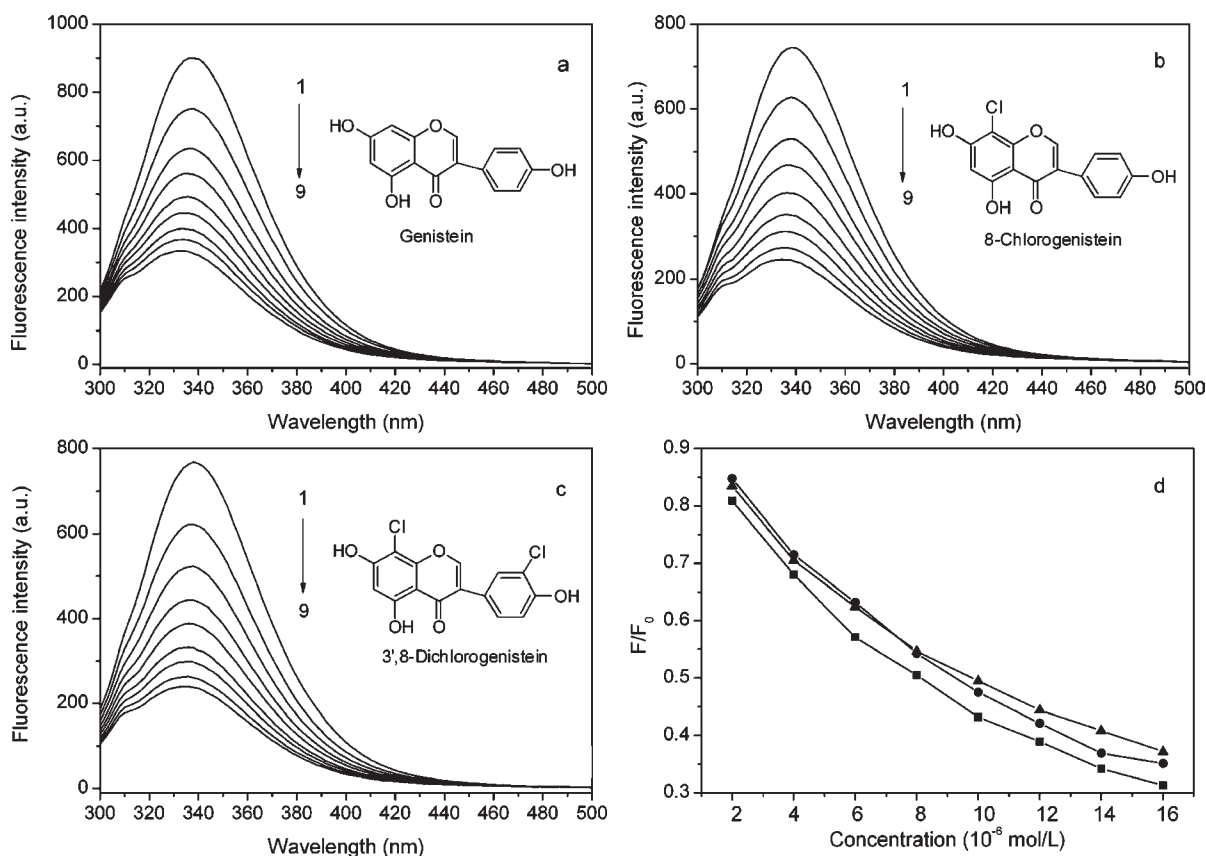 a
1
9
HO
O
OH
OH
O
Genistein
Fluorescence intensity (a.u.)
1000
800
600
400
200
0
300 320 340 360 380 400 420 440 460 480 500
Wavelength (nm)
b
1
9
Cl
HO
O
OH
OH
O
8-Chlorogenistein
Fluorescence intensity (a.u.)
800
600
400
200
0
300 320 340 360 380 400 420 440 460 480 500
Wavelength (nm)
c
1
9
Cl
HO
O
Cl
OH
OH
O
3',8-Dichlorogenistein
Fluorescence intensity (a.u.)
800
600
400
200
0
300 320 340 360 380 400 420 440 460 480 500
Wavelength (nm)
d
F/F0
0.9
0.8
0.7
0.6
0.5
0.4
0.3
2 4 6 8 10 12 14 16
Concentration (10⁻⁶ mol/L)